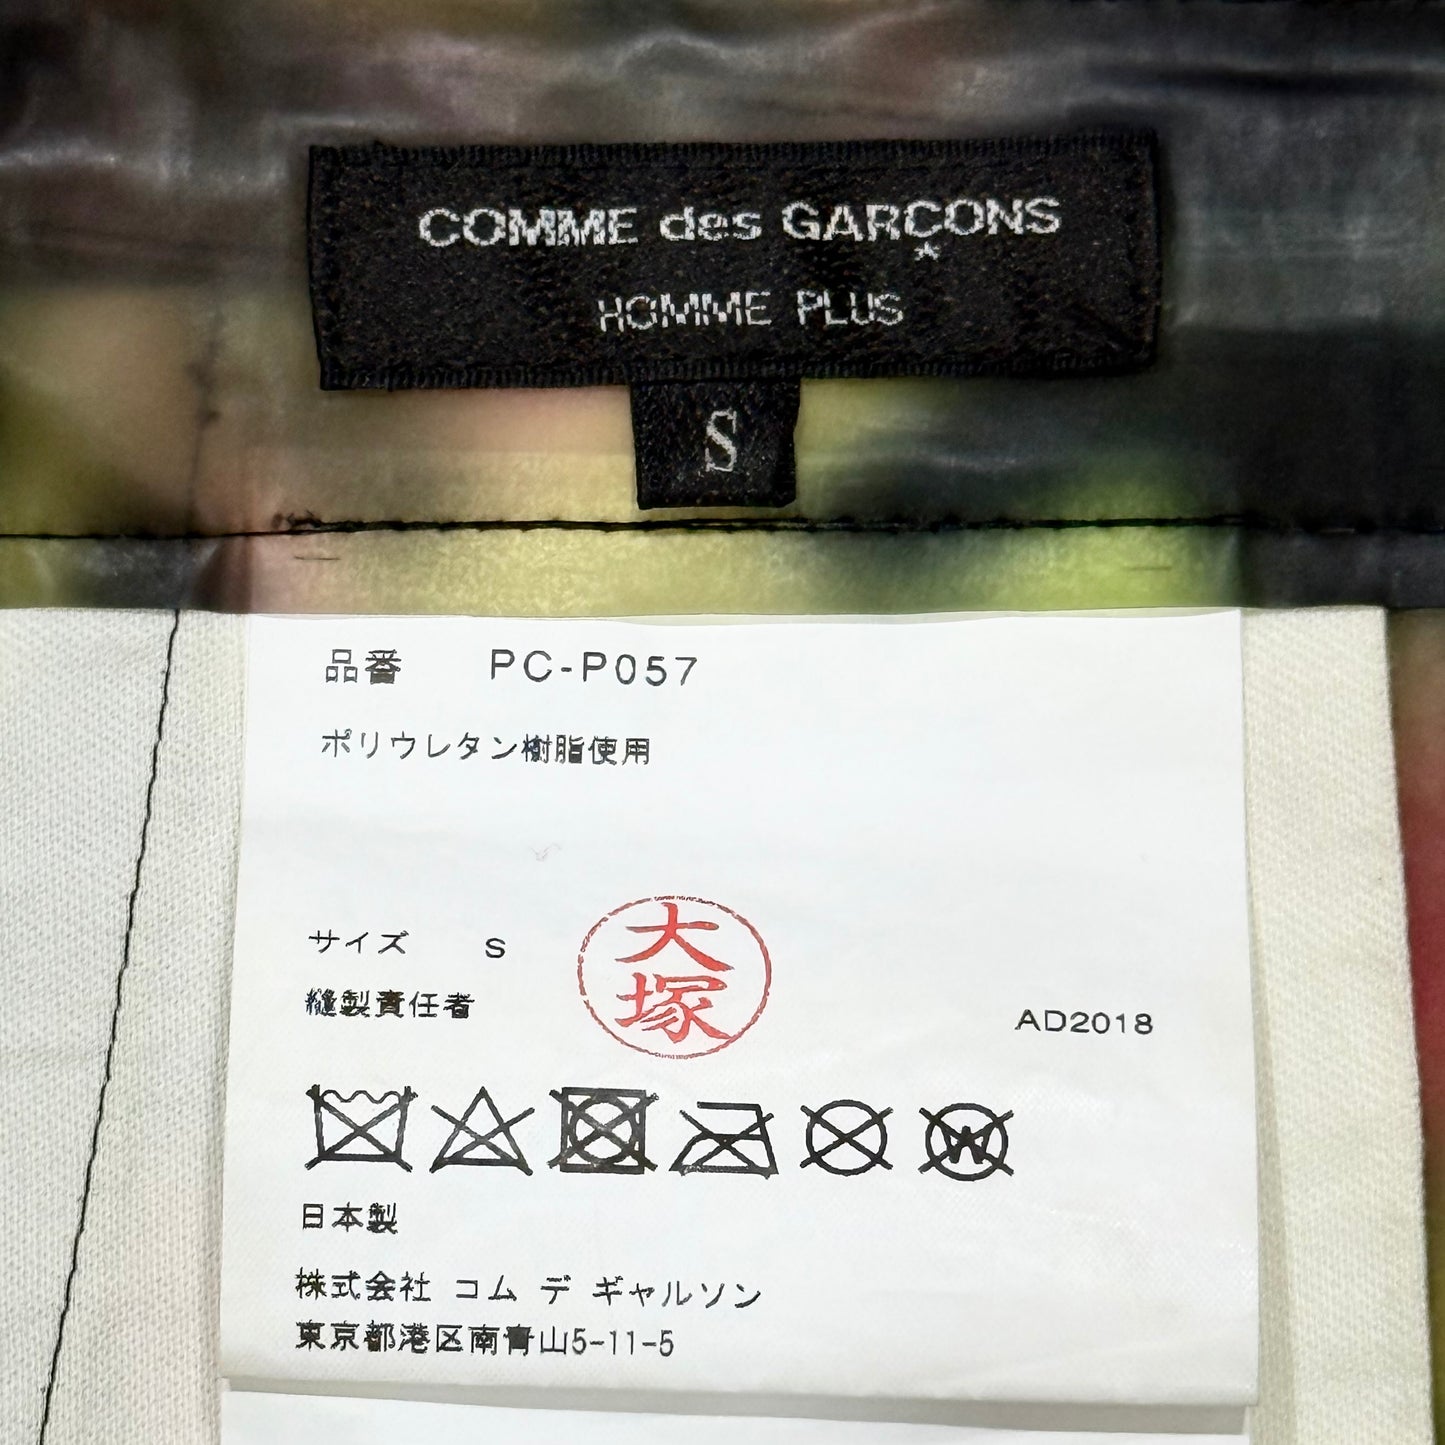 COMME des GARÇONS
HOMME PLUS
S
品番 PC-P057
ポリウレタン樹脂使用
サイズ S
大塚
縫製責任者
AD2018
W
日本製
株式会社 コム デ ギャルソン
東京都港区南青山5-11-5